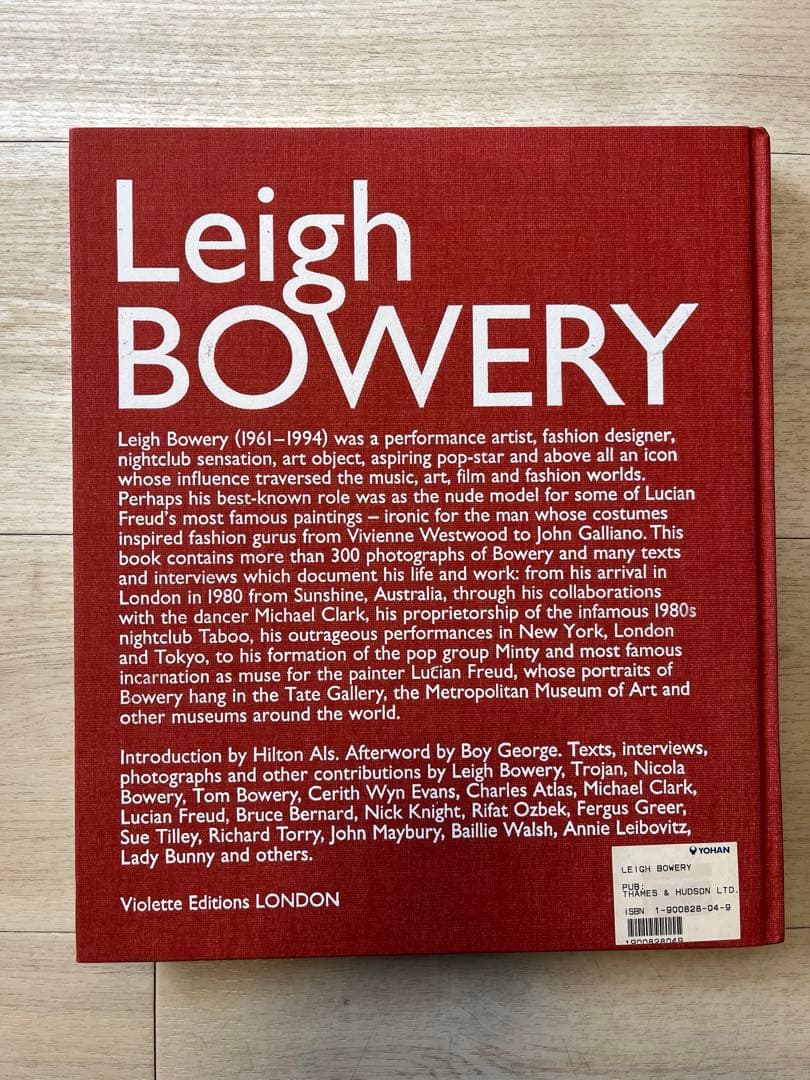 Leigh
BOWERY
Leigh Bowery (1961–1994) was a performance artist, fashion designer,
nightclub sensation, art object, aspiring pop-star and above all an icon
whose influence traversed the music, art, film and fashion worlds.
Perhaps his best-known role was as the nude model for some of Lucian
Freud's most famous paintings – ironic for the man whose costumes
inspired fashion gurus from Vivienne Westwood to John Galliano. This
book contains more than 300 photographs of Bowery and many texts
and interviews which document his life and work: from his arrival in
London in 1980 from Sunshine, Australia, through his collaborations
with the dancer Michael Clark, his proprietorship of the infamous 1980s
nightclub Taboo, his outrageous performances in New York, London
and Tokyo, to his formation of the pop group Minty and most famous
incarnation as muse for the painter Lucian Freud, whose portraits of
Bowery hang in the Tate Gallery, the Metropolitan Museum of Art and
other museums around the world.
Introduction by Hilton Als. Afterword by Boy George. Texts, interviews,
photographs and other contributions by Leigh Bowery, Trojan, Nicola
Bowery, Tom Bowery, Cerith Wyn Evans, Charles Atlas, Michael Clark,
Lucian Freud, Bruce Bernard, Nick Knight, Rifat Ozbek, Fergus Greer,
Sue Tilley, Richard Torry, John Maybury, Baillie Walsh, Annie Leibovitz,
Lady Bunny and others.
Violette Editions LONDON
YOHAN
LEIGH BOWERY
PUB:
THAMES & HUDSON LTD.
ISBN 1-900828-04-9
1900828049